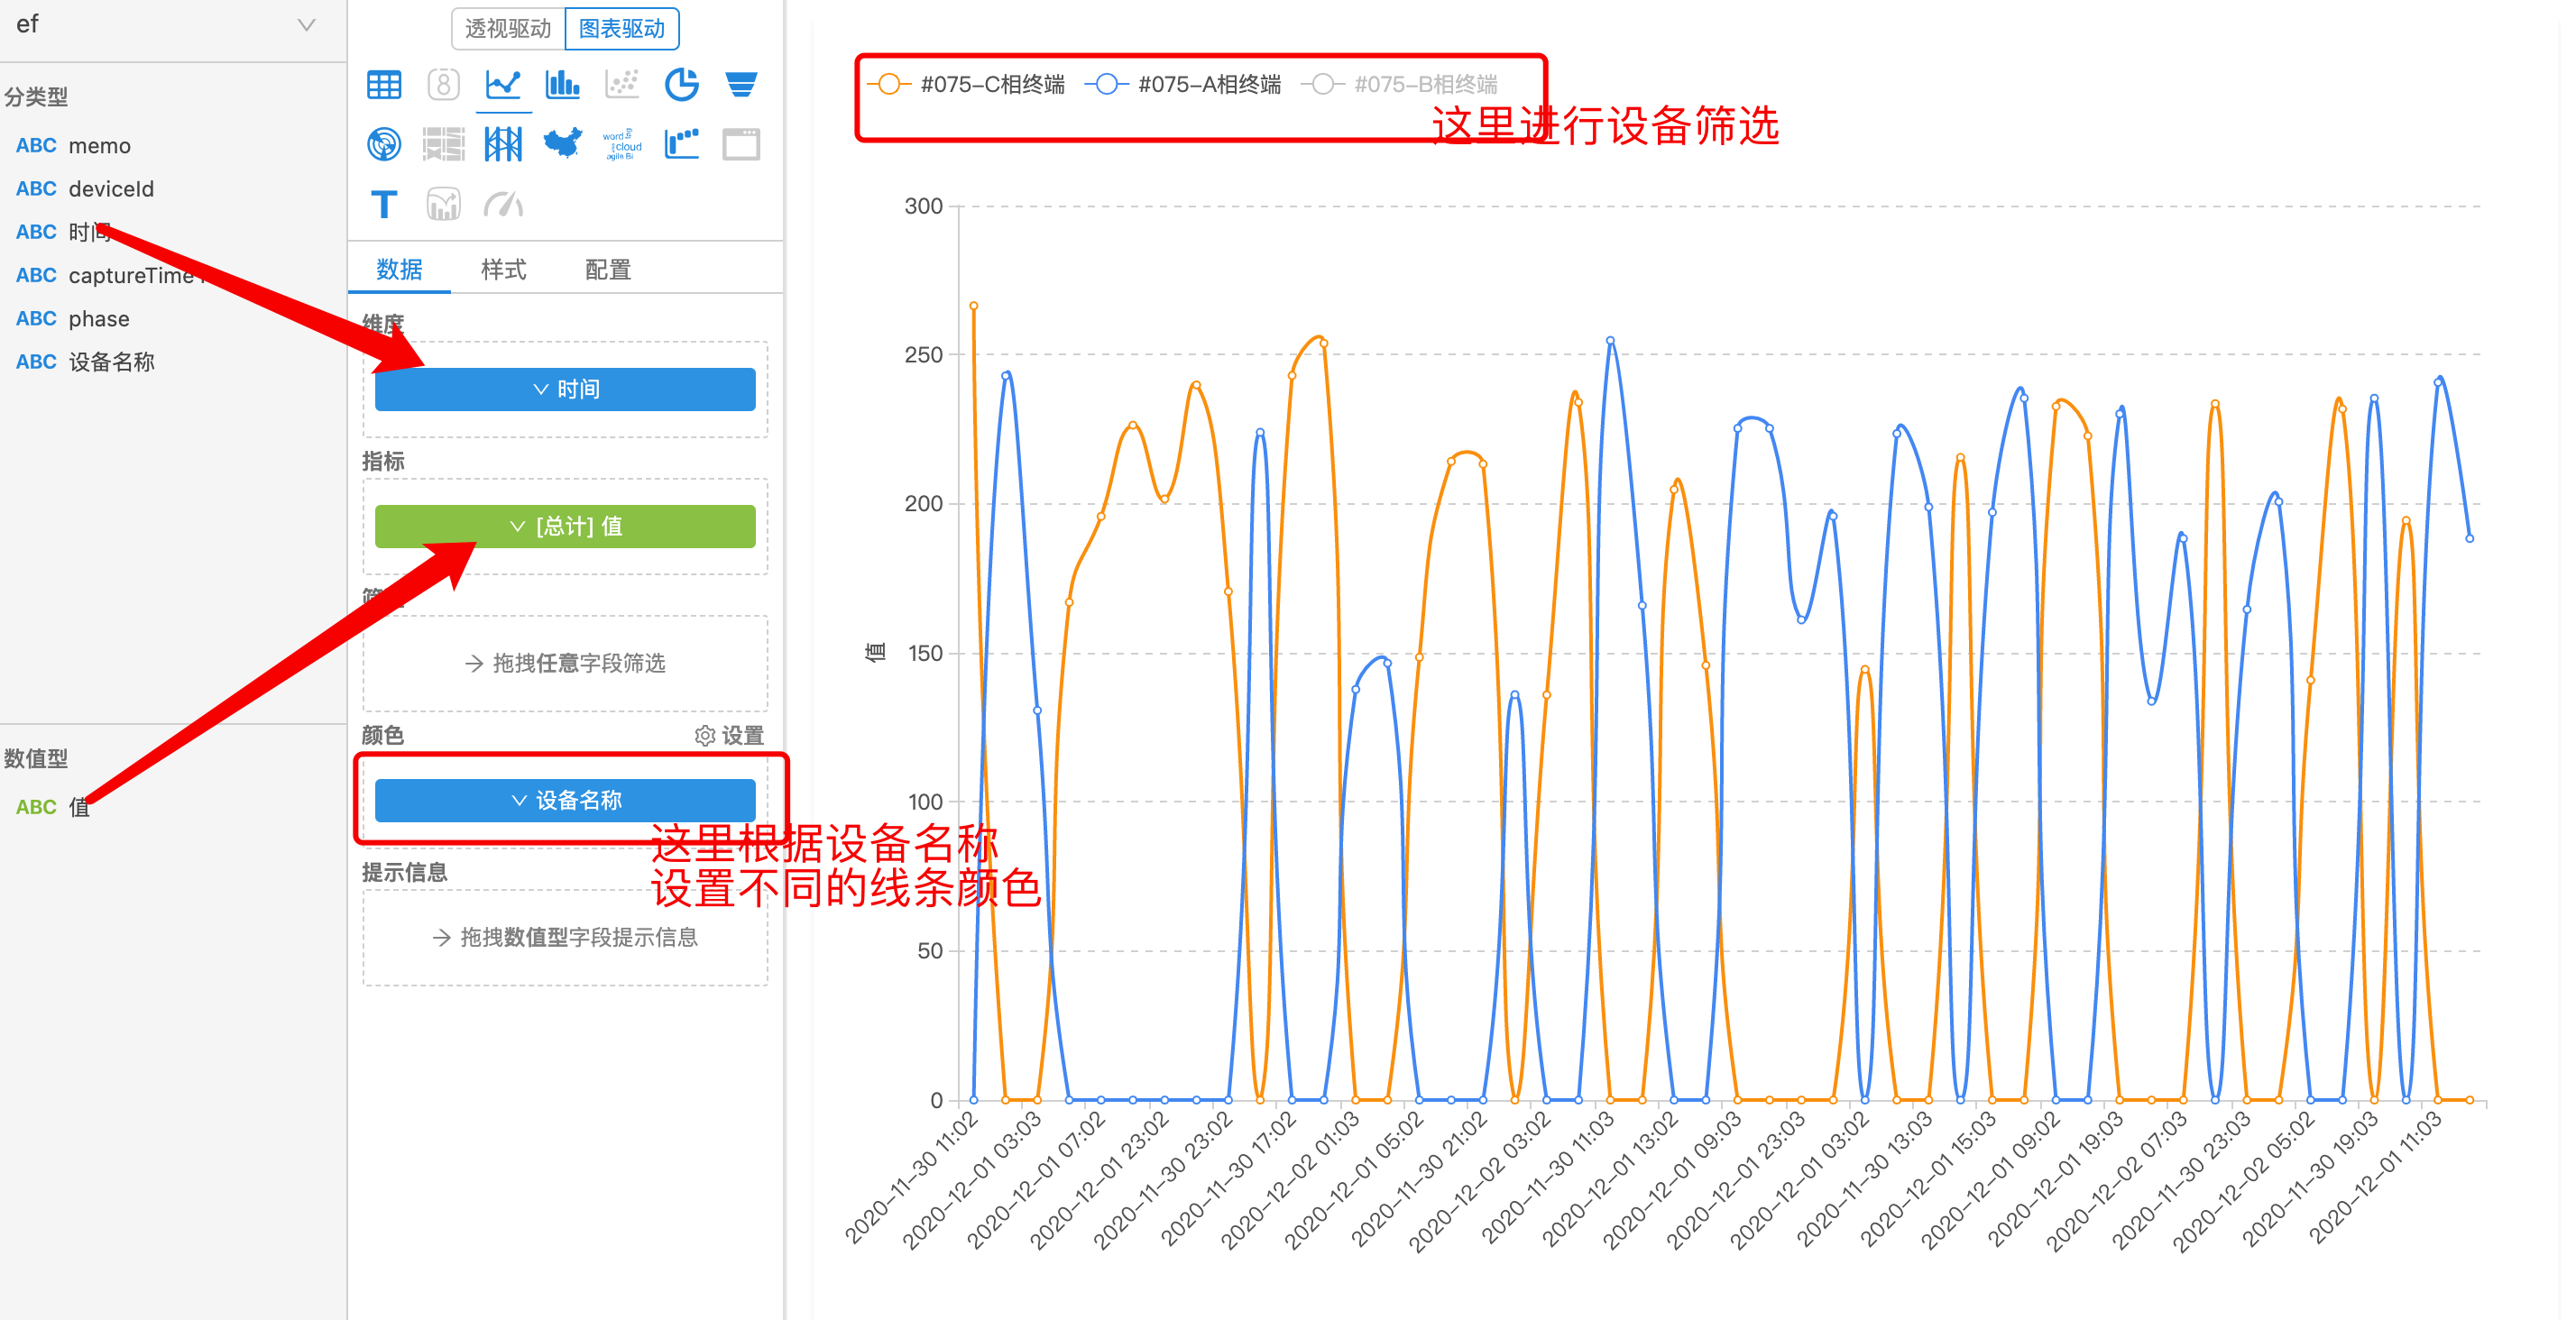 ef
分类型
ABC memo
ABC deviceId
ABC 时间
ABC captureTime
ABC phase
ABC 设备名称
数值型
ABC 值
透视驱动 图表驱动
8
word
cloud
agile BI
T
数据 样式 配置
维度
时间
指标
[总计] 值
→ 拖拽任意字段筛选
颜色 设置
设备名称
这里根据设备名称
设置不同的线条颜色
提示信息
→ 拖拽数值型字段提示信息
#075-C相终端 #075-A相终端 #075-B相终端
这里进行设备筛选
值
300
250
200
150
100
50
0
2020-11-30 11:02
2020-12-01 03:03
2020-12-01 07:02
2020-12-01 23:02
2020-11-30 23:02
2020-11-30 17:02
2020-12-02 01:03
2020-12-01 05:02
2020-11-30 21:02
2020-12-02 03:02
2020-11-30 11:03
2020-12-01 13:02
2020-12-01 09:03
2020-12-01 23:03
2020-12-01 03:02
2020-11-30 13:03
2020-12-01 15:03
2020-12-01 09:02
2020-12-01 19:03
2020-12-02 07:03
2020-11-30 23:03
2020-12-02 05:02
2020-11-30 19:03
2020-12-01 11:03